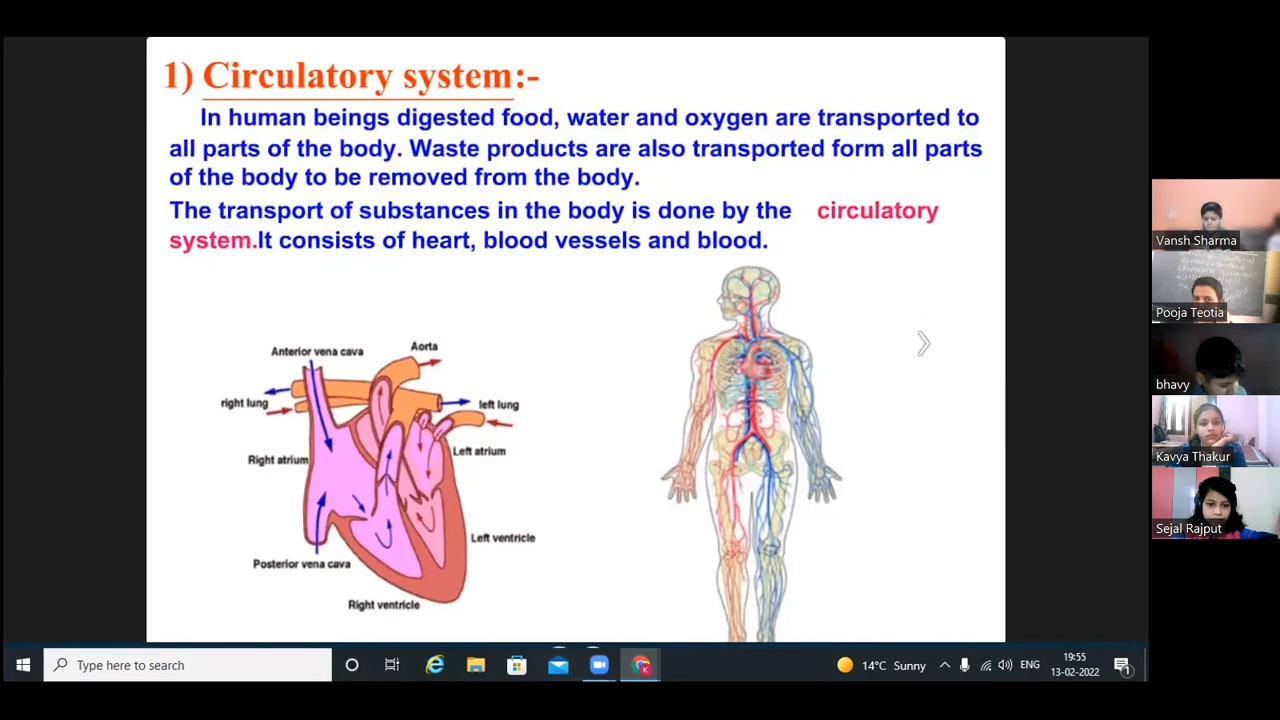 1) Circulatory system:-
In human beings digested food, water and oxygen are transported to
all parts of the body. Waste products are also transported form all parts
of the body to be removed from the body.
The transport of substances in the body is done by the circulatory
system.It consists of heart, blood vessels and blood.
Anterior vena cava
Aorta
right lung
left lung
Right atrium
Left atrium
Left ventricle
Posterior vena cava
Right ventricle
Vansh Sharma
Pooja Teotia
bhavy
Kavya Thakur
Sejal Rajput
Type here to search
14°C Sunny
ENG
19:55
13-02-2022
1